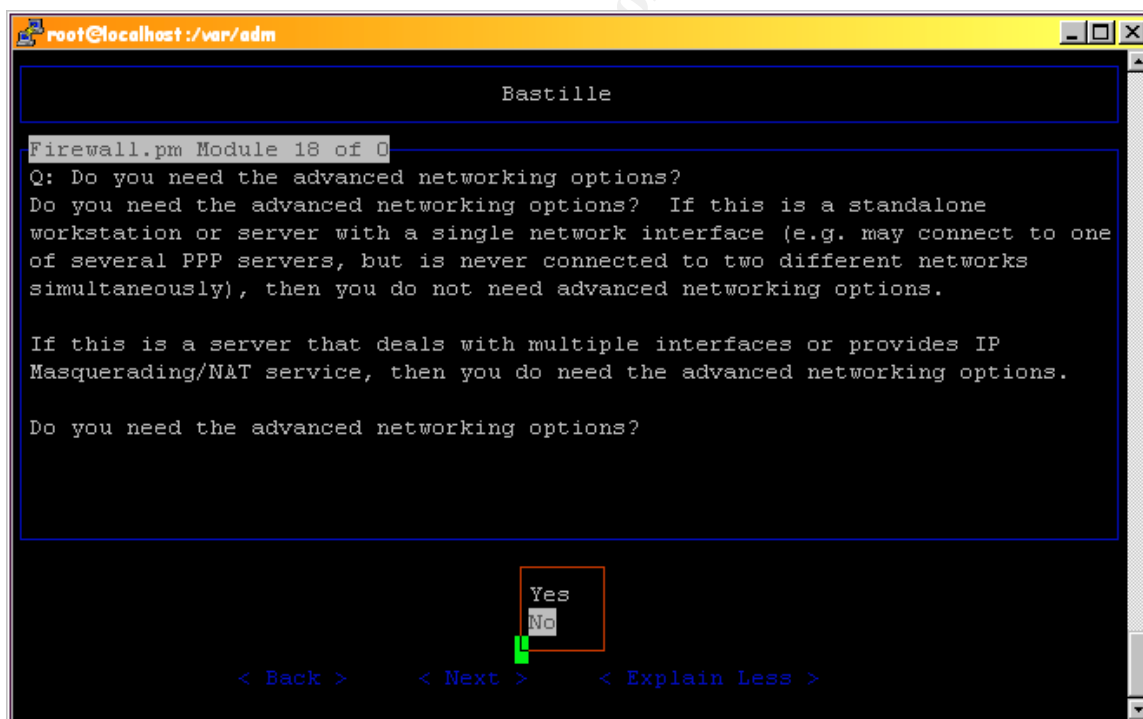 root@localhost:/var/adm
Bastille
Firewall.pm Module 18 of 0
Q: Do you need the advanced networking options?
Do you need the advanced networking options?  If this is a standalone
workstation or server with a single network interface (e.g. may connect to one
of several PPP servers, but is never connected to two different networks
simultaneously), then you do not need advanced networking options.
If this is a server that deals with multiple interfaces or provides IP
Masquerading/NAT service, then you do need the advanced networking options.
Do you need the advanced networking options?
Yes
No
< Back >      < Next >      < Explain Less >